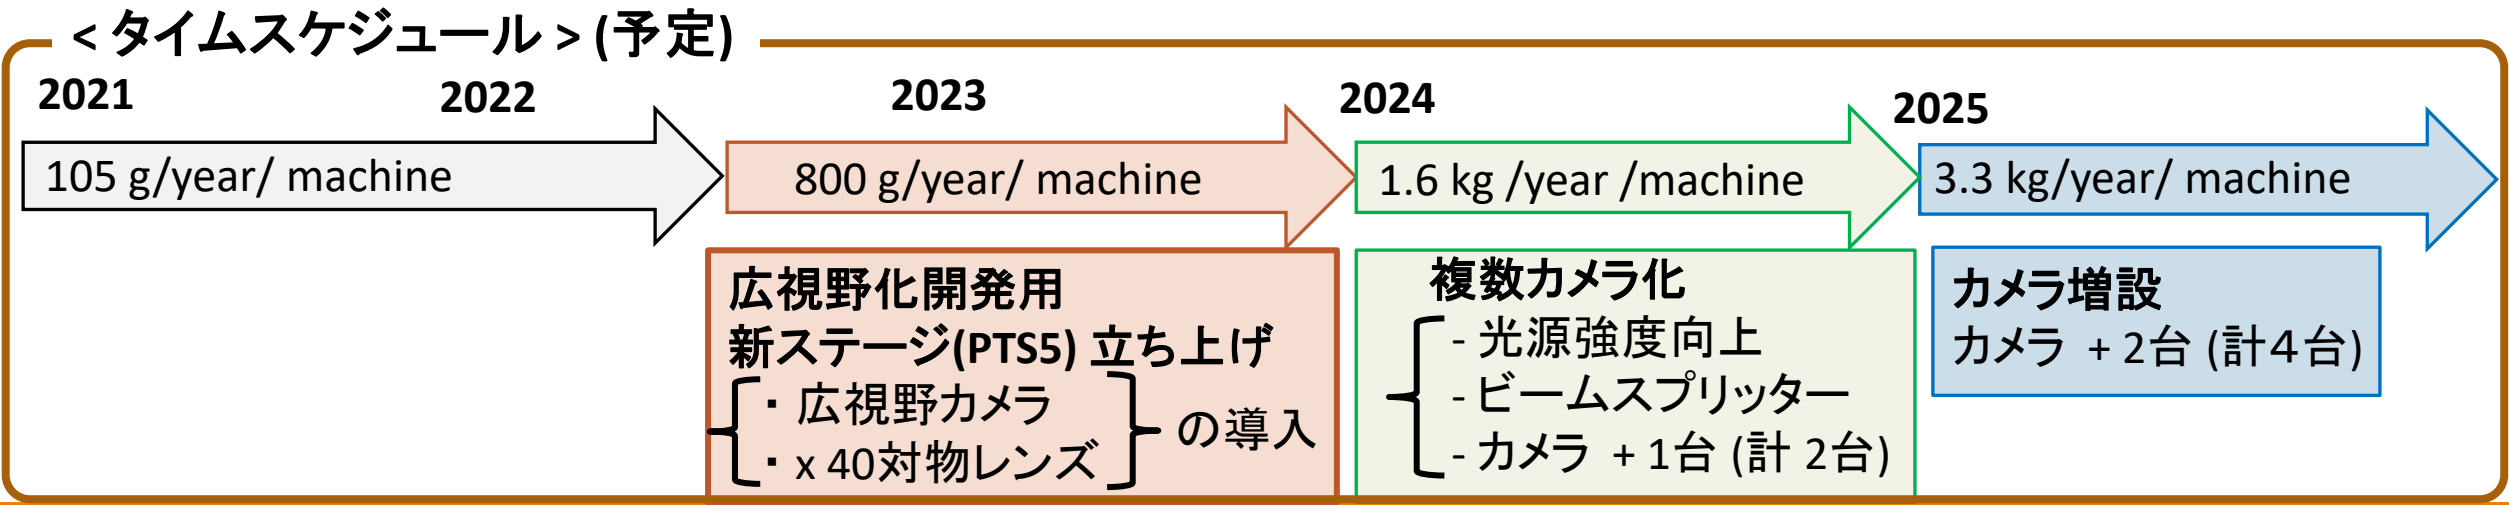 < タイムスケジュール > (予定)
2021
2022
2023
2024
2025
105 g/year/ machine
800 g/year/ machine
1.6 kg /year /machine
3.3 kg/year/ machine
広視野化開発用
新ステージ(PTS5) 立ち上げ
・ 広視野カメラ
・ x 40対物レンズ
の導入
複数カメラ化
- 光源強度向上
- ビームスプリッター
- カメラ + 1台 (計 2台)
カメラ増設
カメラ + 2台 (計４台)